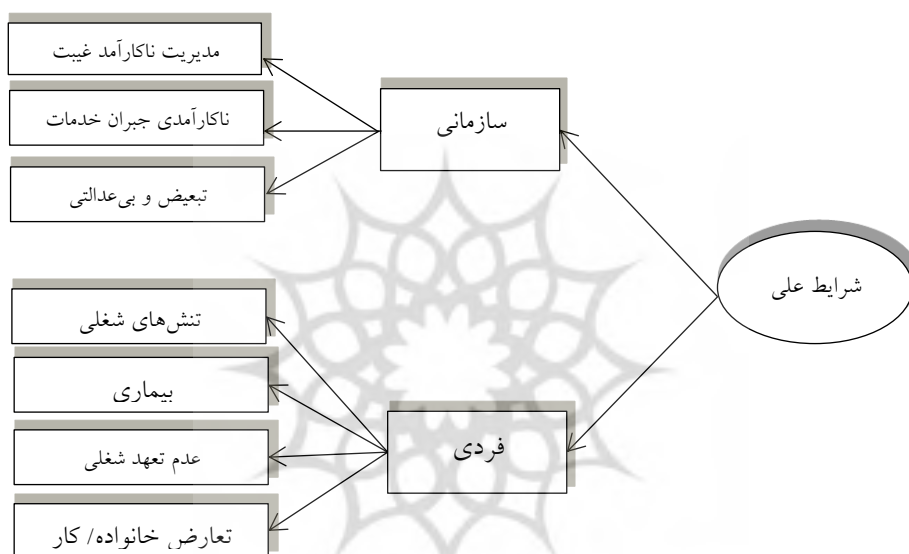 شرایط علی
سازمانی
مدیریت ناکارآمد غیبت
ناکارآمدی جبران خدمات
تبعیض و بی‌عدالتی
فردی
تنش‌های شغلی
بیماری
عدم تعهد شغلی
تعارض خانواده/ کار